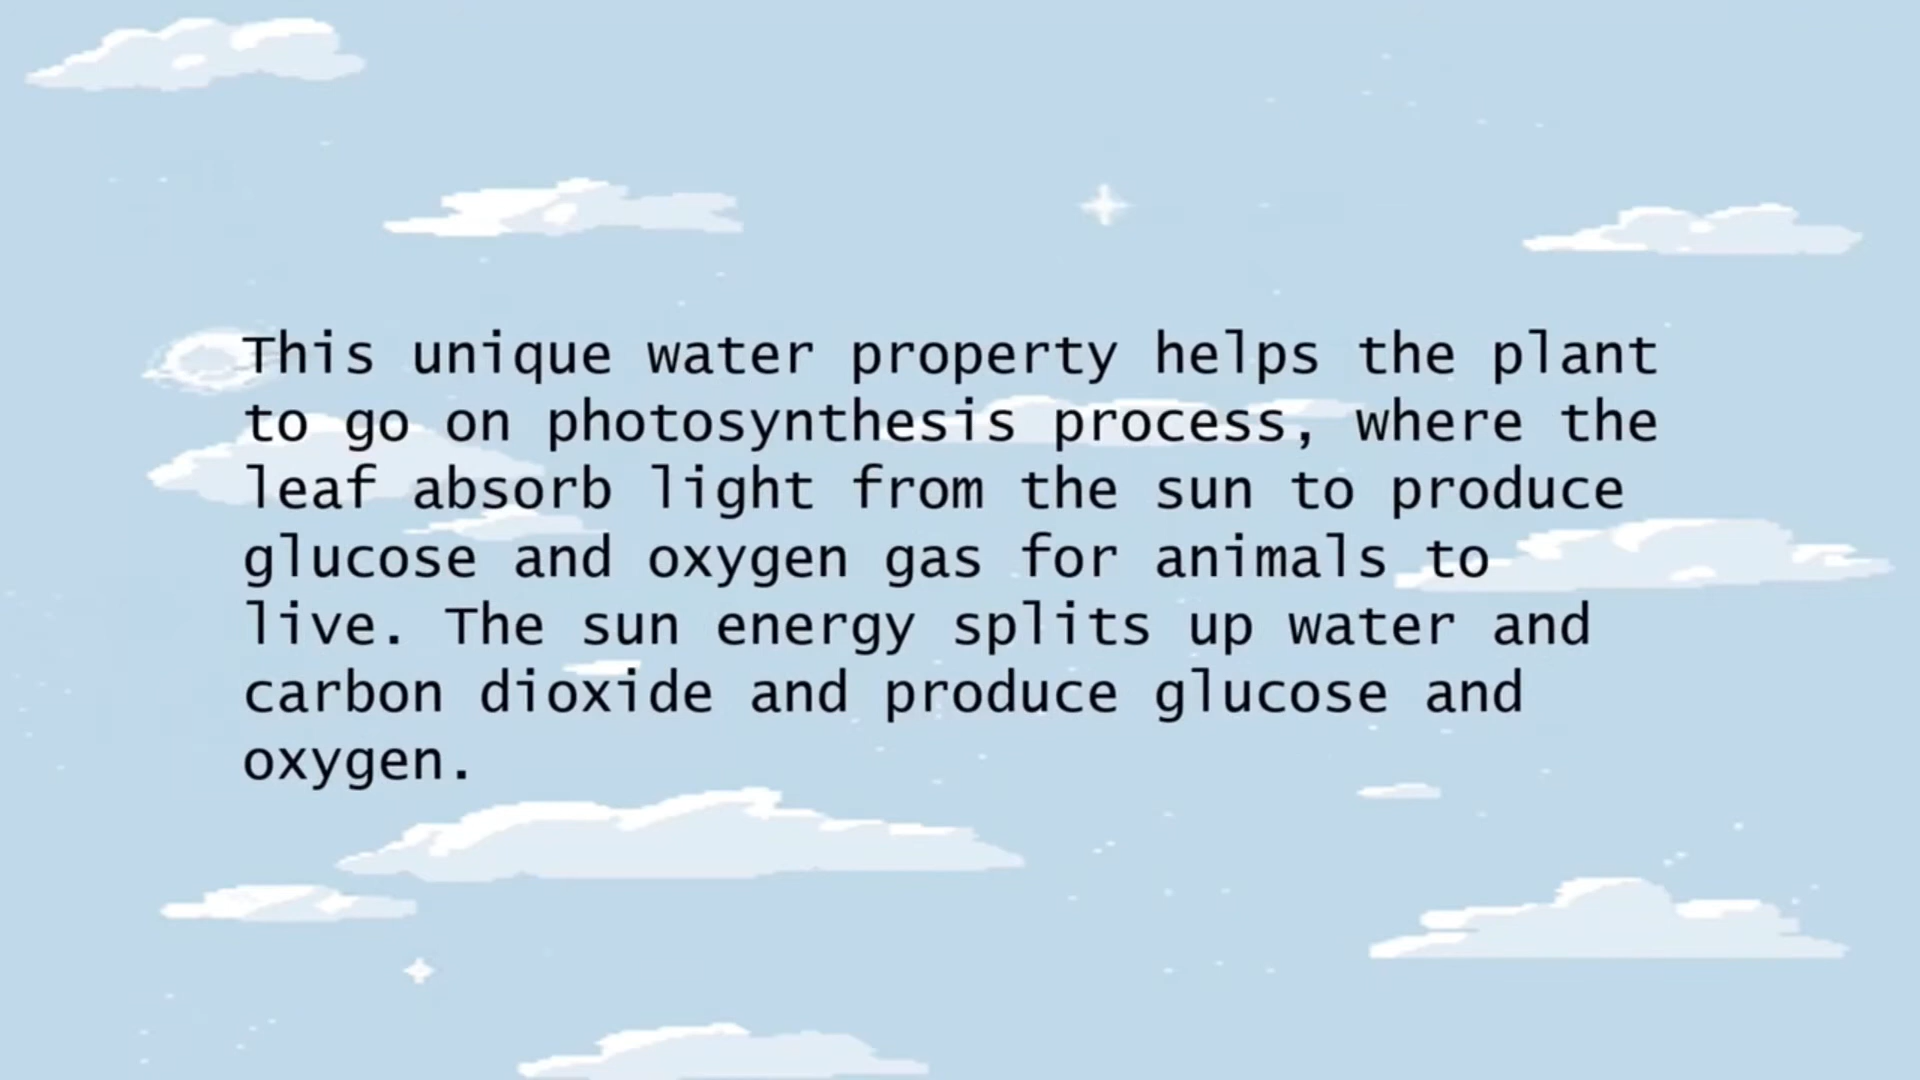 This unique water property helps the plant
to go on photosynthesis process, where the
leaf absorb light from the sun to produce
glucose and oxygen gas for animals to
live. The sun energy splits up water and
carbon dioxide and produce glucose and
oxygen.